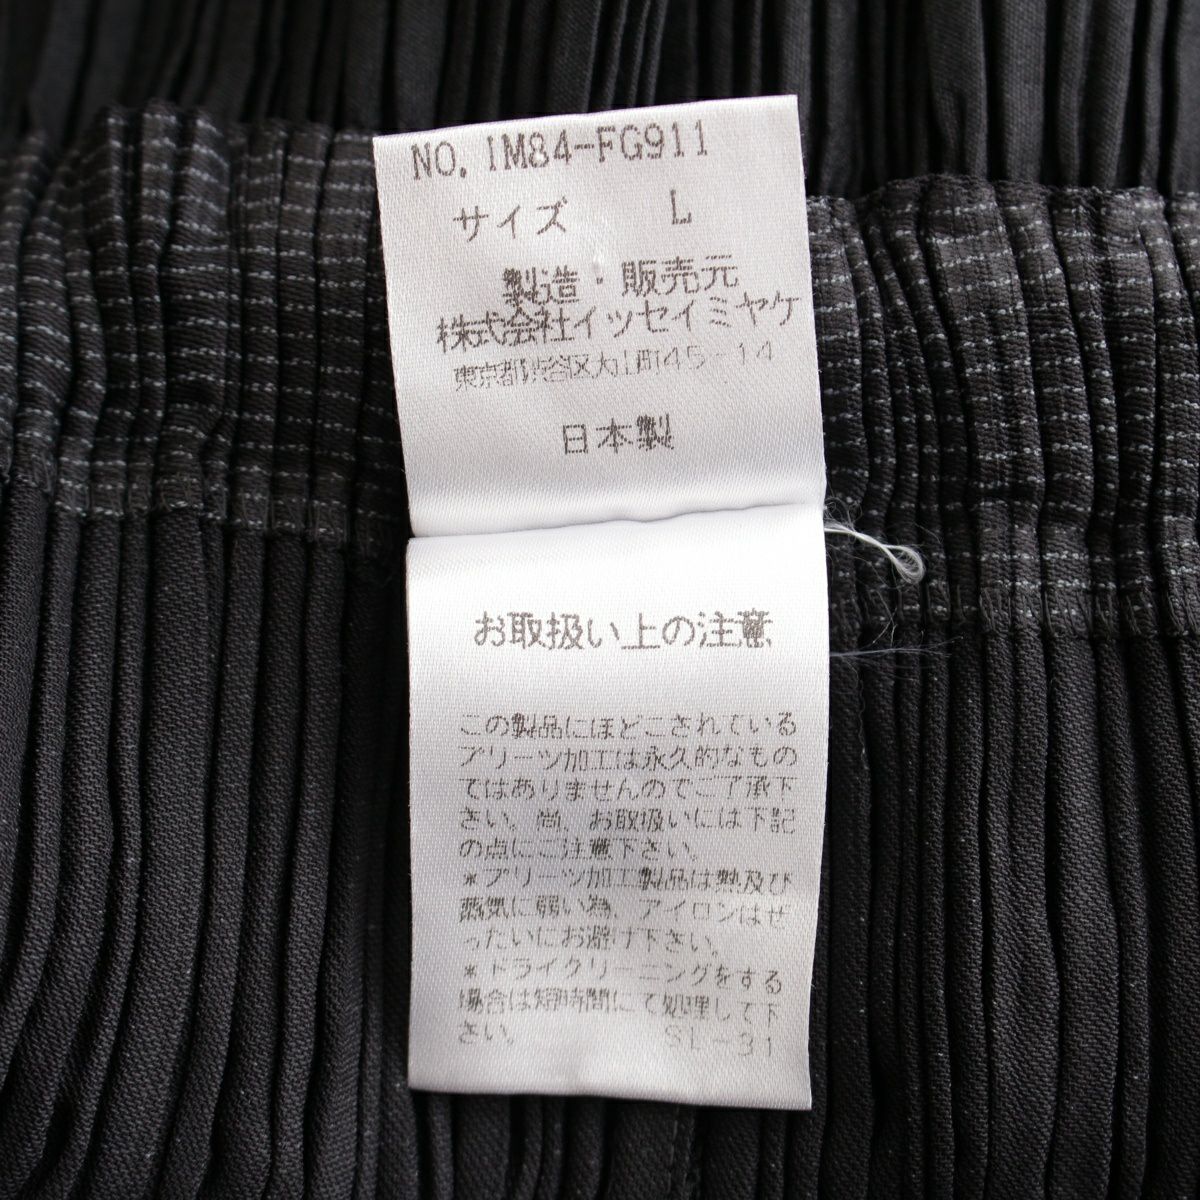 NO. IM84-FG911
サイズ L
製造・販売元
株式会社イッセイミヤケ
東京都渋谷区大山町45-14
日本製
お取扱い上の注意
この製品にほどこされている
プリーツ加工は永久的なもの
ではありませんのでご了承下
さい。尚、お取扱いには下記
の点にご注意下さい。
＊プリーツ加工製品は熱及び
蒸気に弱い為、アイロンはぜ
ったいにお避け下さい。
＊ドライクリーニングをする
場合は短時間にて処理して下
さい。 SL-31